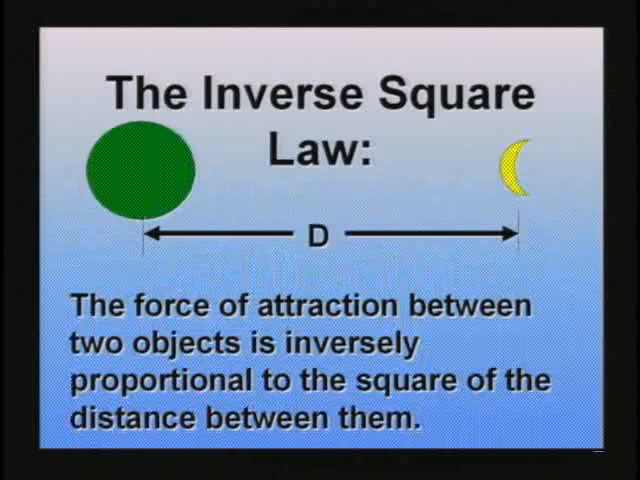 The Inverse Square
Law:
D
The force of attraction between
two objects is inversely
proportional to the square of the
distance between them.